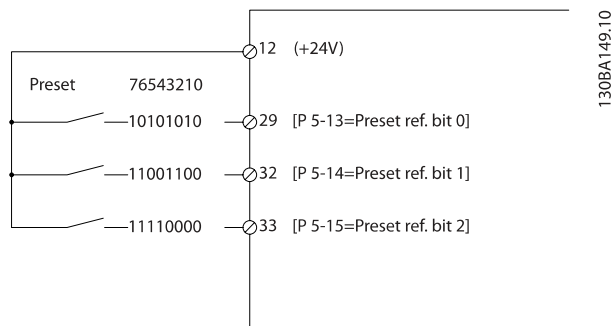 12 (+24V)
Preset 76543210
10101010 29 [P 5-13=Preset ref. bit 0]
11001100 32 [P 5-14=Preset ref. bit 1]
11110000 33 [P 5-15=Preset ref. bit 2]
130BA149.10